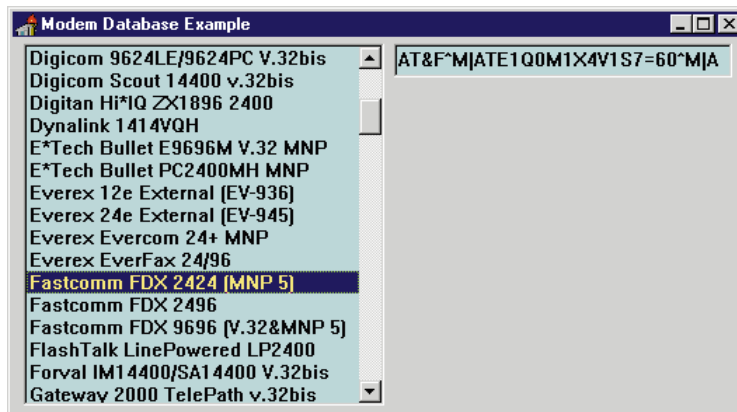 Modem Database Example
Digicom 9624LE/9624PC V.32bis
Digicom Scout 14400 v.32bis
Digitan Hi*IQ ZX1896 2400
Dynalink 1414VQH
E*Tech Bullet E9696M V.32 MNP
E*Tech Bullet PC2400MH MNP
Everex 12e External (EV-936)
Everex 24e External (EV-945)
Everex Evercom 24+ MNP
Everex EverFax 24/96
Fastcomm FDX 2424 (MNP 5)
Fastcomm FDX 2496
Fastcomm FDX 9696 (V.32&MNP 5)
FlashTalk LinePowered LP2400
Forval IM14400/SA14400 V.32bis
Gateway 2000 TelePath v.32bis
AT&F^M|ATE1Q0M1X4V1S7=60^M|A